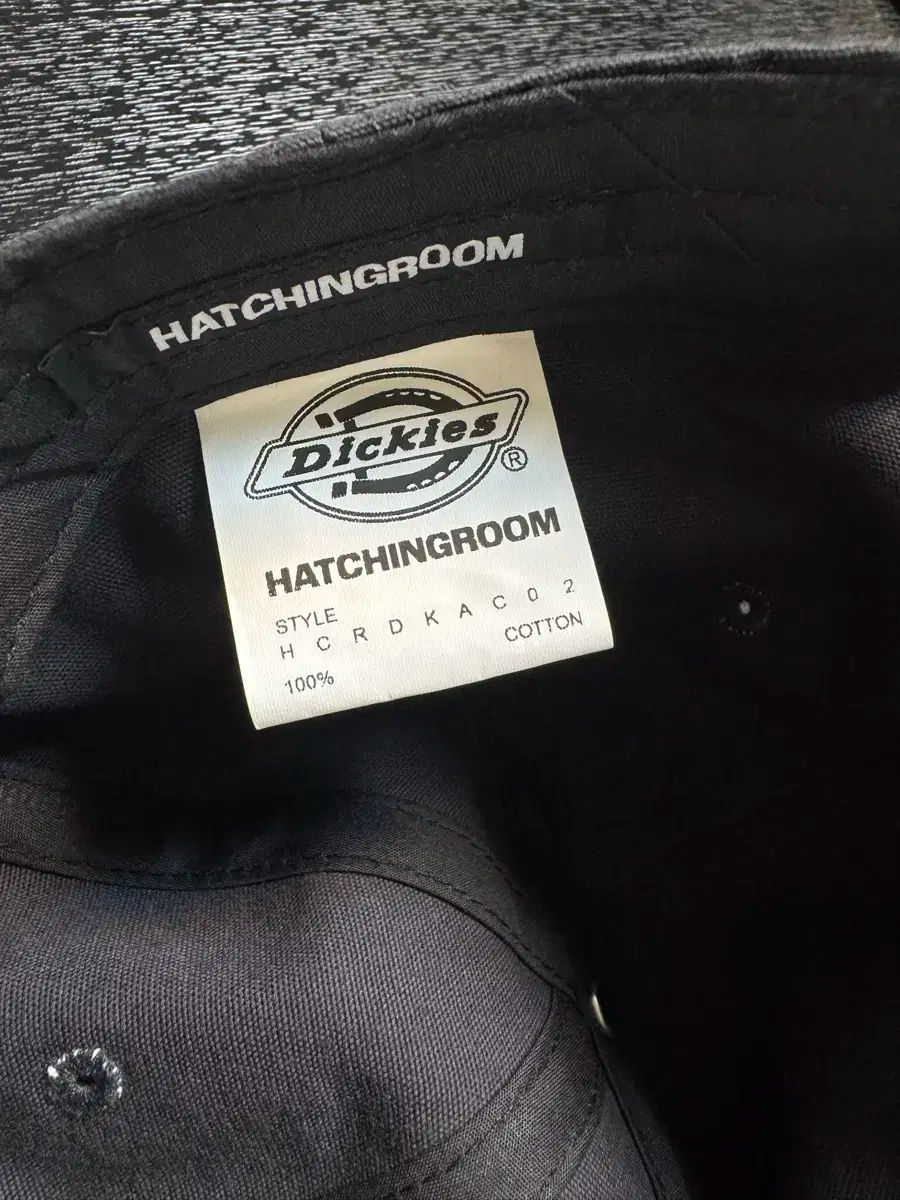 HATCHINGROOM
Dickies
®
HATCHINGROOM
STYLE
H C R D K A C 0 2
100% COTTON